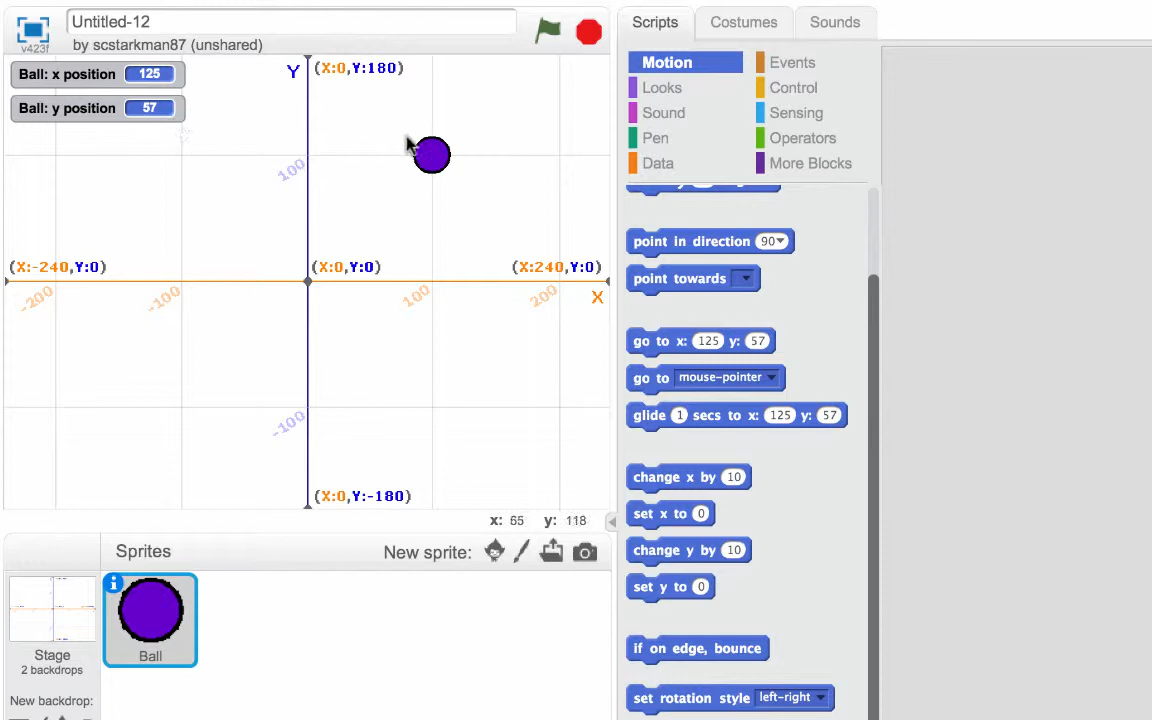 Untitled-12
v423f
by scstarkman87 (unshared)
Ball: x position 125
Ball: y position 57
Y
(X:0,Y:180)
100
(X:-240,Y:0)
(X:0,Y:0)
(X:240,Y:0)
-200
-100
100
200
X
-100
(X:0,Y:-180)
x: 65 y: 118
Sprites
New sprite:
i
Ball
Stage
2 backdrops
New backdrop:
Scripts
Costumes
Sounds
Motion
Events
Looks
Control
Sound
Sensing
Pen
Operators
Data
More Blocks
point in direction 90
point towards
go to x: 125 y: 57
go to mouse-pointer
glide 1 secs to x: 125 y: 57
change x by 10
set x to 0
change y by 10
set y to 0
if on edge, bounce
set rotation style left-right